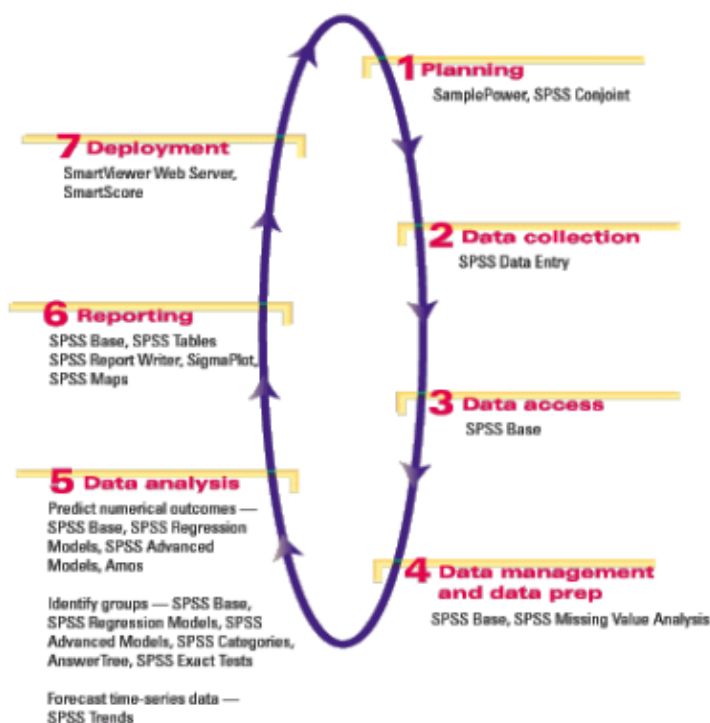 1 Planning
SamplePower, SPSS Conjoint
2 Data collection
SPSS Data Entry
3 Data access
SPSS Base
4 Data management
and data prep
SPSS Base, SPSS Missing Value Analysis
5 Data analysis
Predict numerical outcomes —
SPSS Base, SPSS Regression
Models, SPSS Advanced
Models, Amos
Identify groups — SPSS Base,
SPSS Regression Models, SPSS
Advanced Models, SPSS Categories,
AnswerTree, SPSS Exact Tests
Forecast time-series data —
SPSS Trends
6 Reporting
SPSS Base, SPSS Tables
SPSS Report Writer, SigmaPlot,
SPSS Maps
7 Deployment
SmartViewer Web Server,
SmartScore